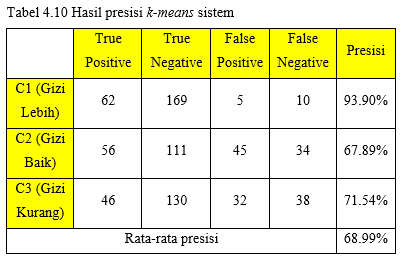 Tabel 4.10 Hasil presisi k-means sistem
True Positive True Negative False Positive False Negative Presisi
C1 (Gizi Lebih) 62 169 5 10 93.90%
C2 (Gizi Baik) 56 111 45 34 67.89%
C3 (Gizi Kurang) 46 130 32 38 71.54%
Rata-rata presisi 68.99%